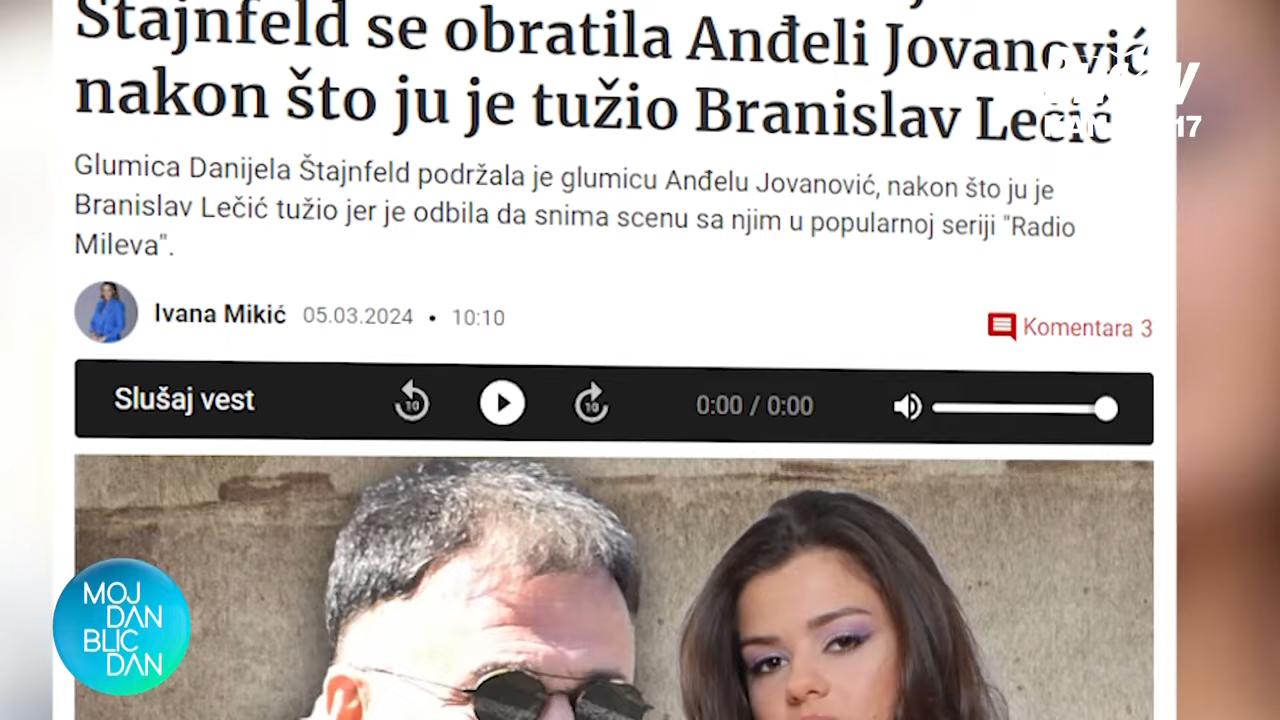 Štajnfeld se obratila Anđeli Jovanović
nakon što ju je tužio Branislav Lečić
Glumica Danijela Štajnfeld podržala je glumicu Anđelu Jovanović, nakon što ju je
Branislav Lečić tužio jer je odbila da snima scenu sa njim u popularnoj seriji "Radio
Mileva".
Ivana Mikić 05.03.2024 • 10:10
Komentara 3
Slušaj vest
10
10
0:00 / 0:00
MOJ
DAN
BLIC
DAN
17